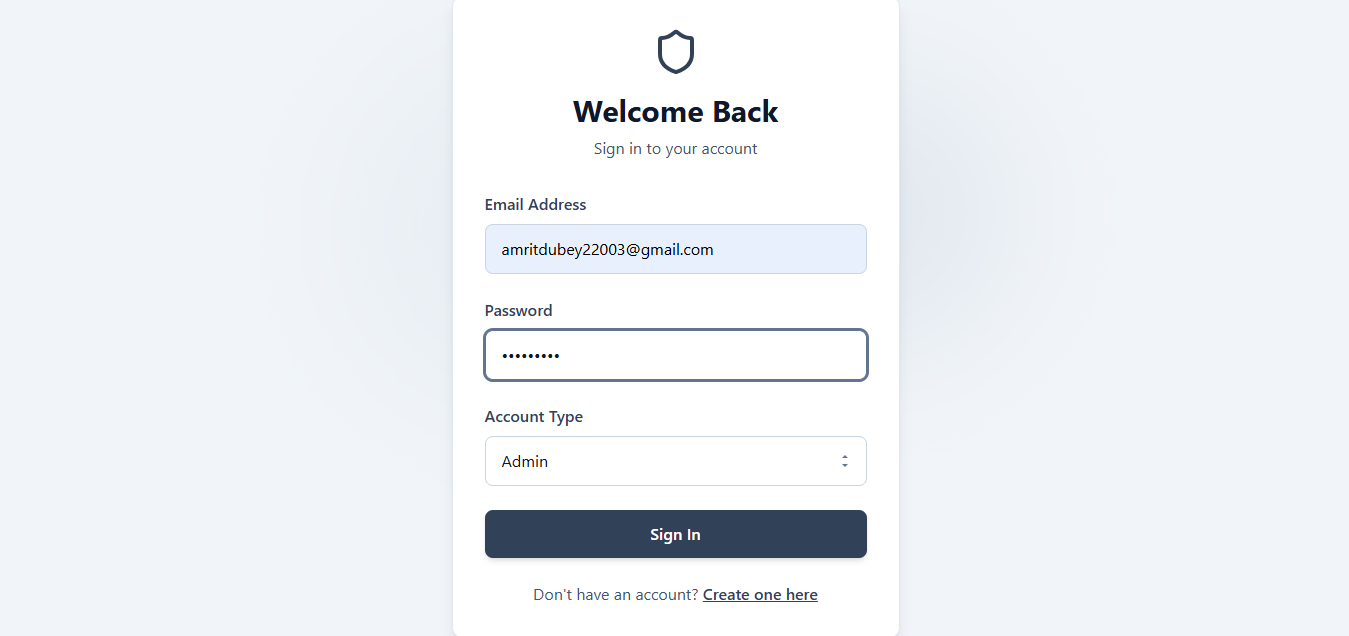 Welcome Back
Sign in to your account
Email Address
amritdubey22003@gmail.com
Password
•••••••••
Account Type
Admin
Sign In
Don't have an account? Create one here